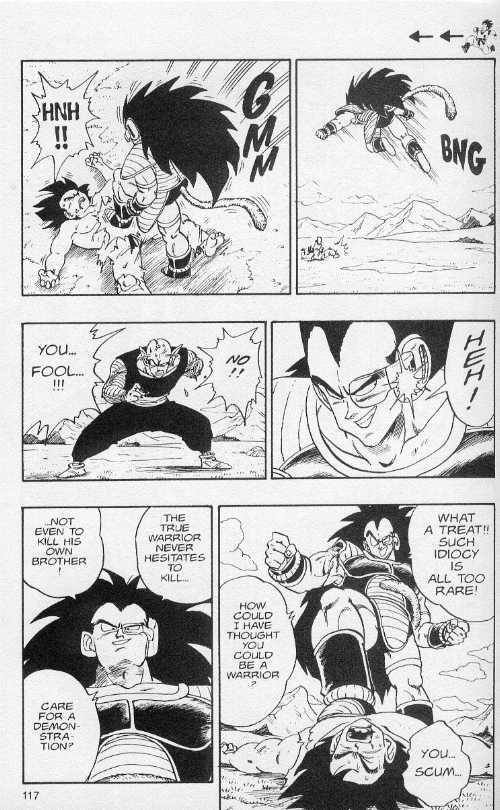 BNG
GMM
HNH
!!
HEH!
NO
!!
YOU...
FOOL...
!!!
WHAT
A TREAT!!
SUCH
IDIOCY
IS
ALL TOO
RARE!
HOW
COULD
I HAVE
THOUGHT
YOU
COULD
BE A
WARRIOR
?
YOU...
SCUM...
THE
TRUE
WARRIOR
NEVER
HESITATES
TO
KILL...
...NOT
EVEN TO
KILL HIS
OWN
BROTHER
!
CARE
FOR A
DEMON-
STRA-
TION?
117